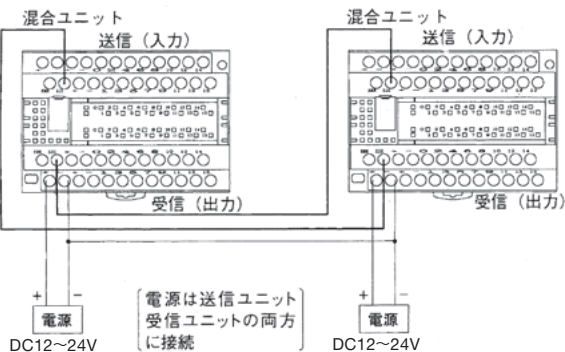 混合ユニット
送信（入力）
受信（出力）
混合ユニット
送信（入力）
受信（出力）
+ −
電源
DC12～24V
電源は送信ユニット
受信ユニットの両方
に接続
+ −
電源
DC12～24V